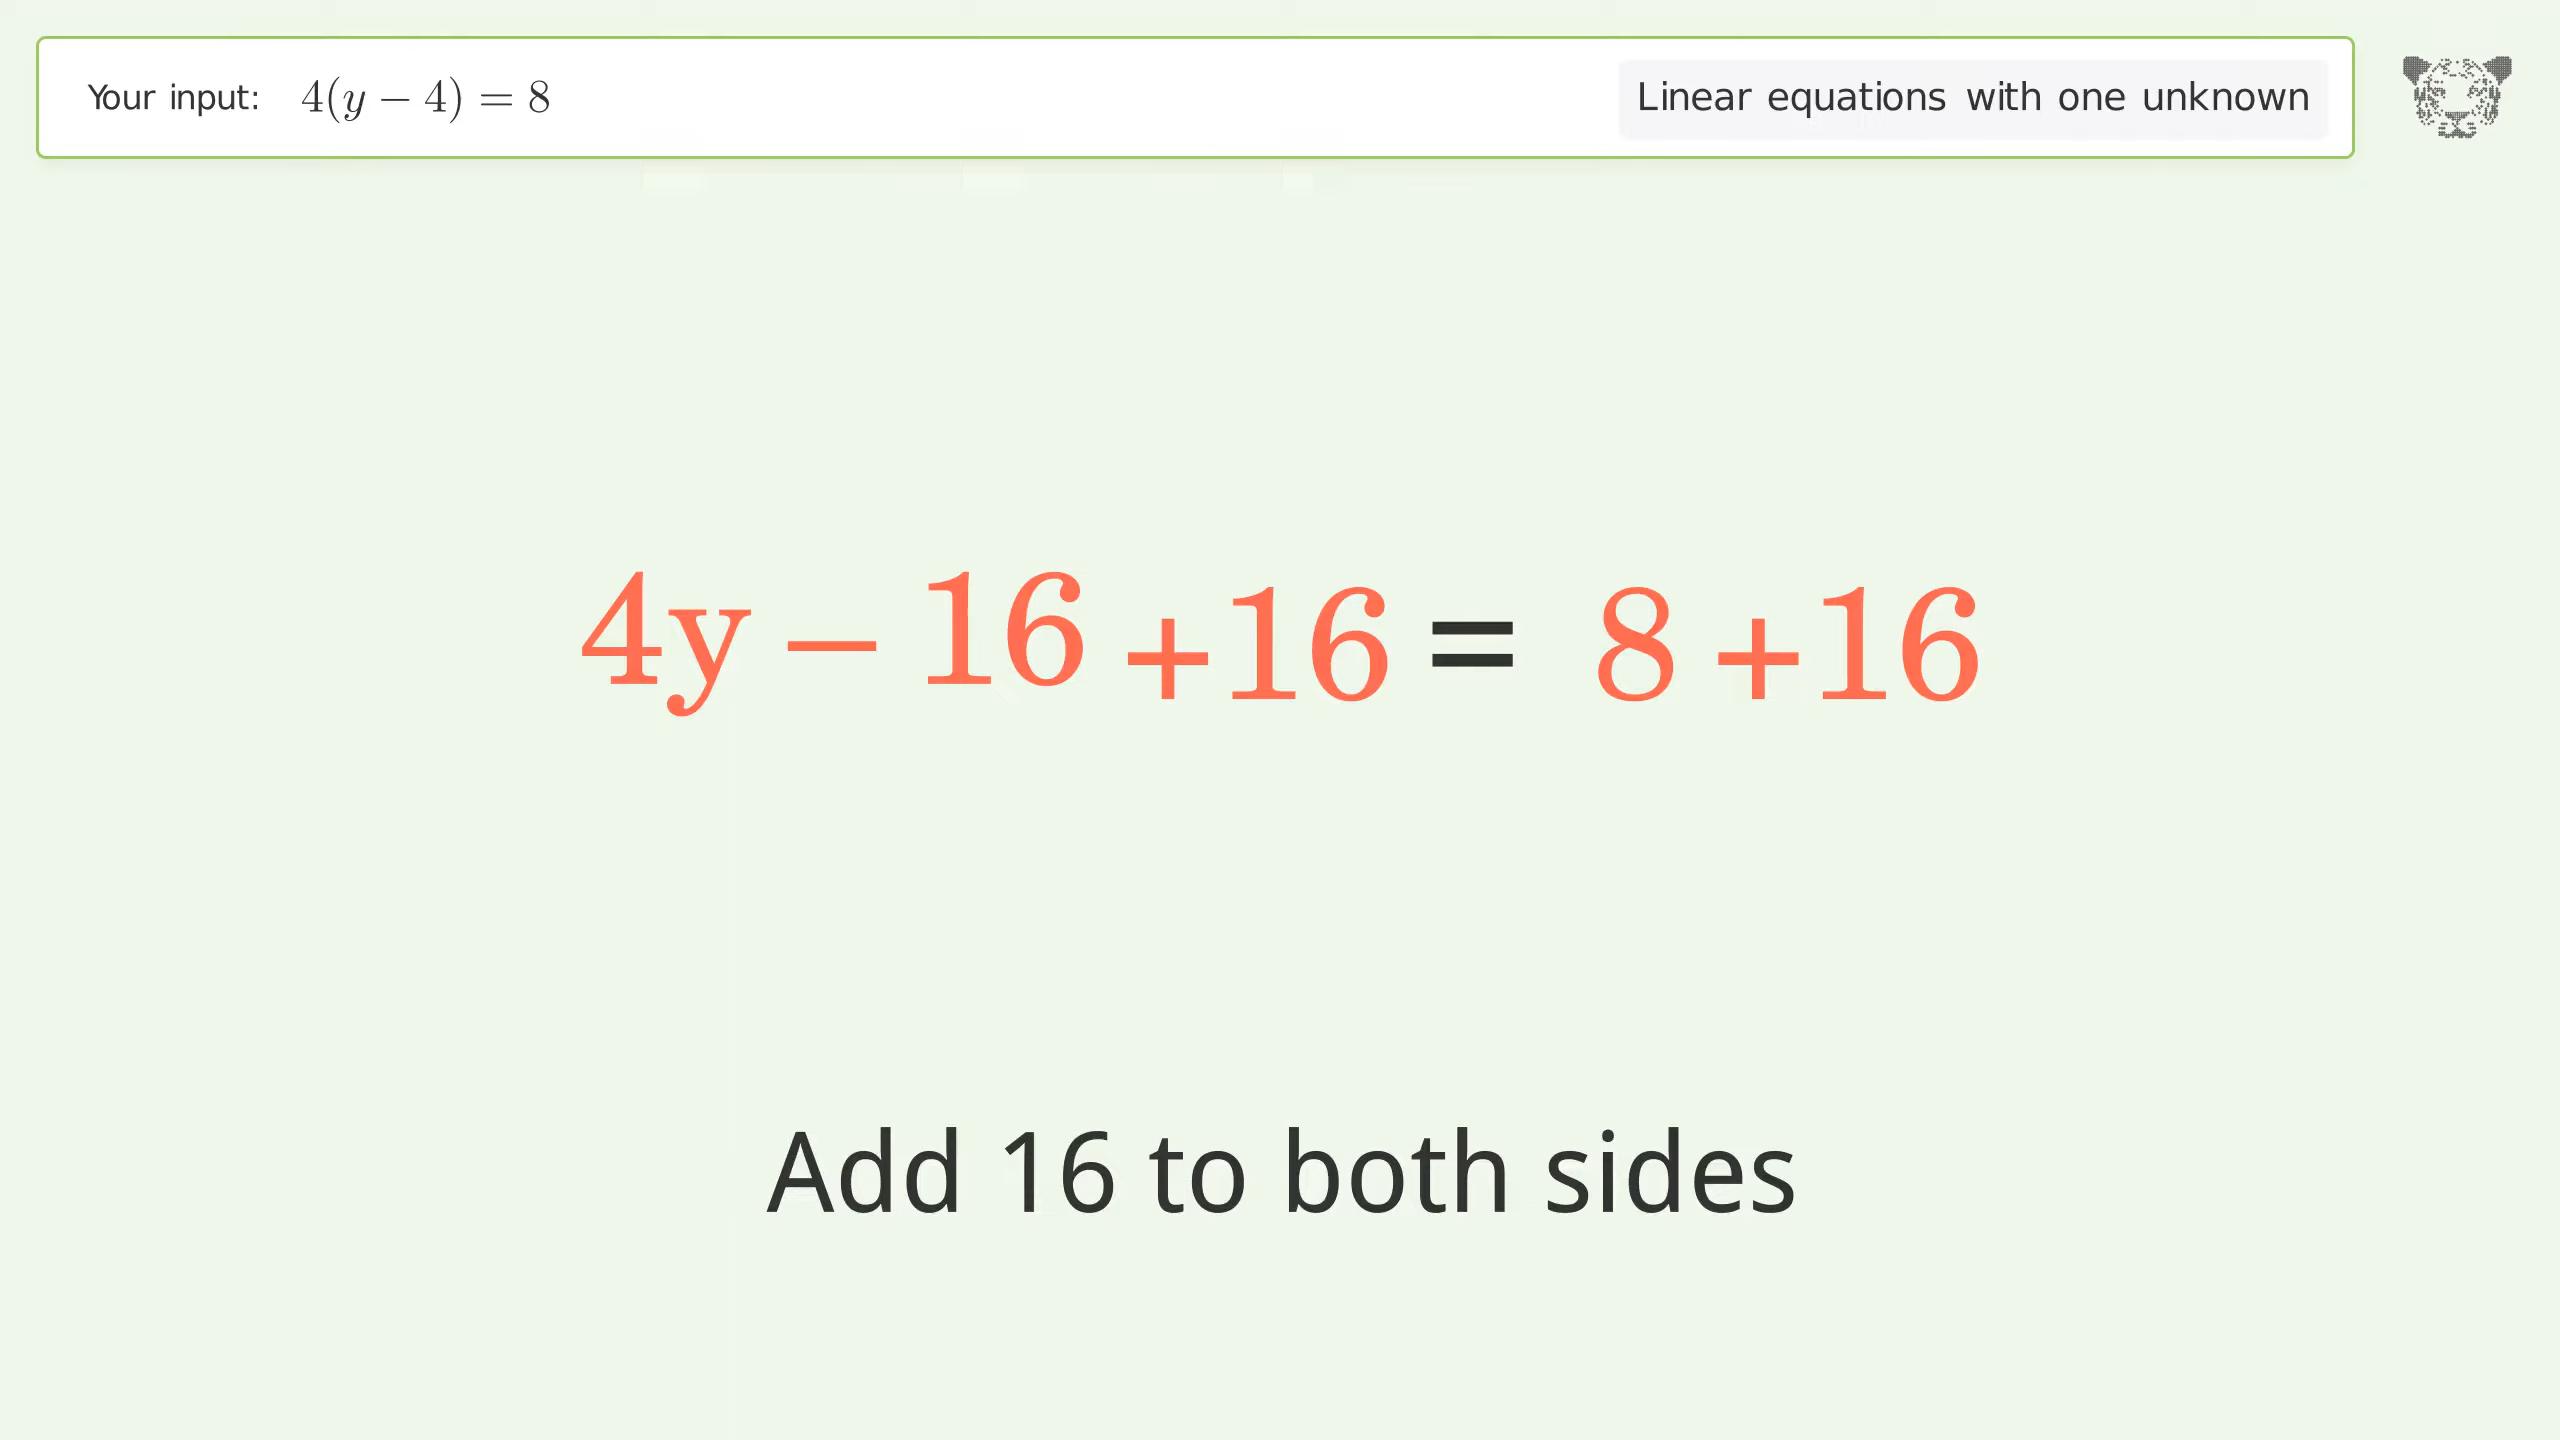 Your input: 4(y − 4) = 8
Linear equations with one unknown
4y − 16 +16 = 8 +16
Add 16 to both sides